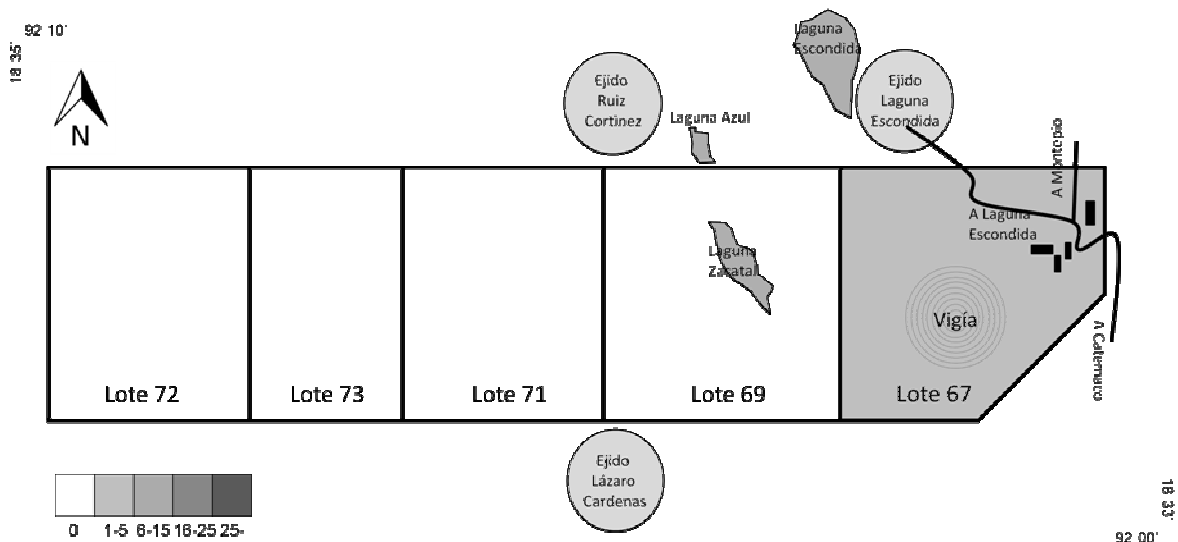 92 10'
18 35'
N
Laguna
Escondida
Ejido
Ruiz
Cortinez
Laguna Azul
Ejido
Laguna
Escondida
A Montepio
A Laguna
Escondida
Laguna
Zacatal
Vigía
A Catemaco
Lote 72
Lote 73
Lote 71
Lote 69
Lote 67
Ejido
Lázaro
Cardenas
0 1-5 6-15 16-25 25-
18 33'
92 00'